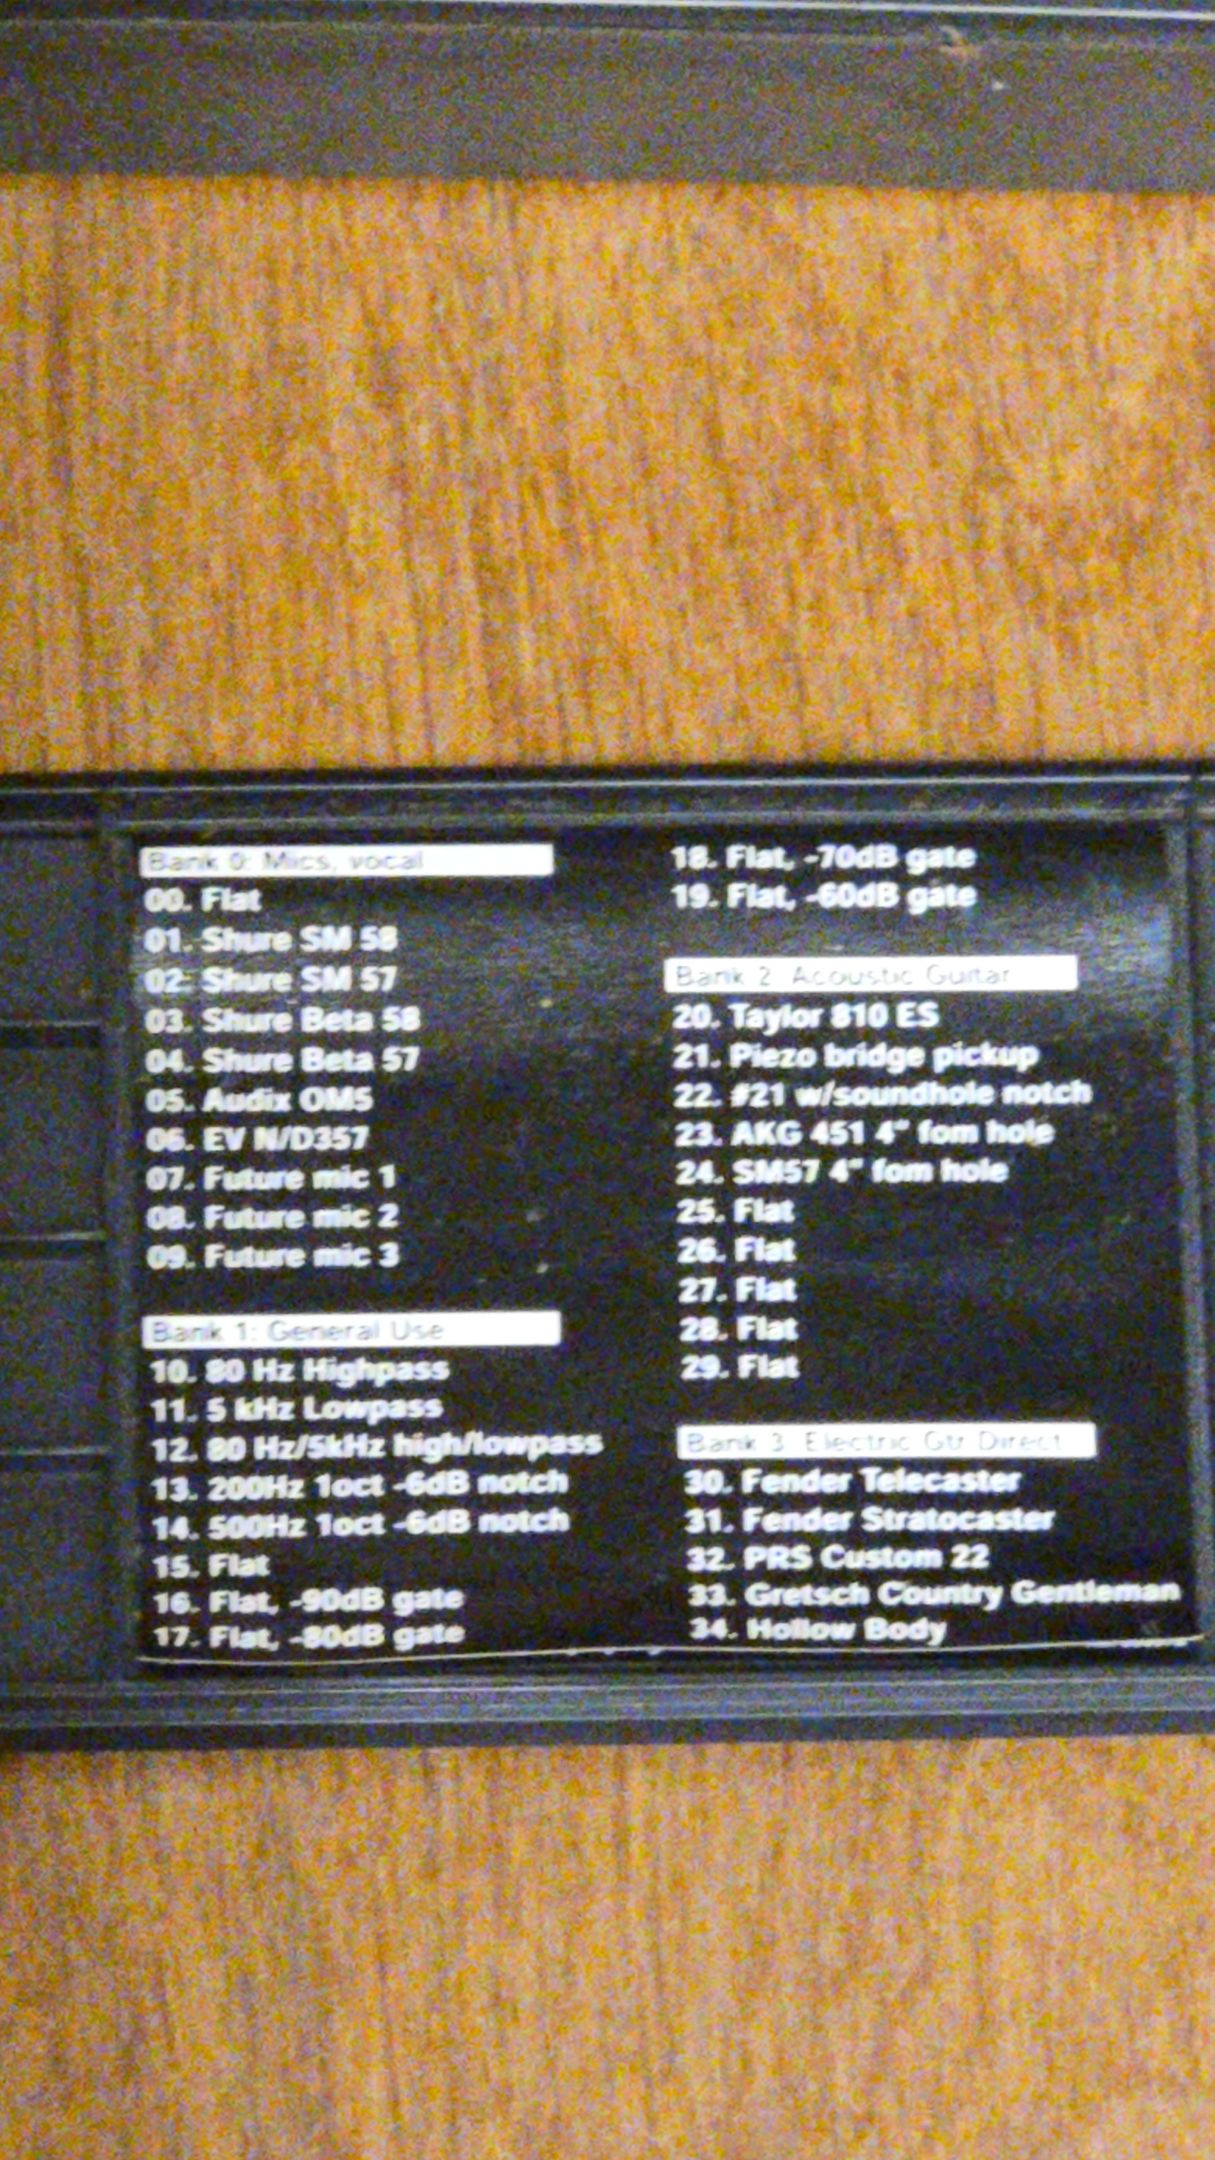 Bank 0: Mics, vocal
00. Flat
01. Shure SM 58
02. Shure SM 57
03. Shure Beta 58
04. Shure Beta 57
05. Audix OM5
06. EV N/D357
07. Future mic 1
08. Future mic 2
09. Future mic 3
Bank 1: General Use
10. 80 Hz Highpass
11. 5 kHz Lowpass
12. 80 Hz/5kHz high/lowpass
13. 200Hz 1oct -6dB notch
14. 500Hz 1oct -6dB notch
15. Flat
16. Flat, -90dB gate
17. Flat, -80dB gate
18. Flat, -70dB gate
19. Flat, -60dB gate
Bank 2: Acoustic Guitar
20. Taylor 810 ES
21. Piezo bridge pickup
22. #21 w/soundhole notch
23. AKG 451 4" fom hole
24. SM57 4" fom hole
25. Flat
26. Flat
27. Flat
28. Flat
29. Flat
Bank 3: Electric Gtr Direct
30. Fender Telecaster
31. Fender Stratocaster
32. PRS Custom 22
33. Gretsch Country Gentleman
34. Hollow Body